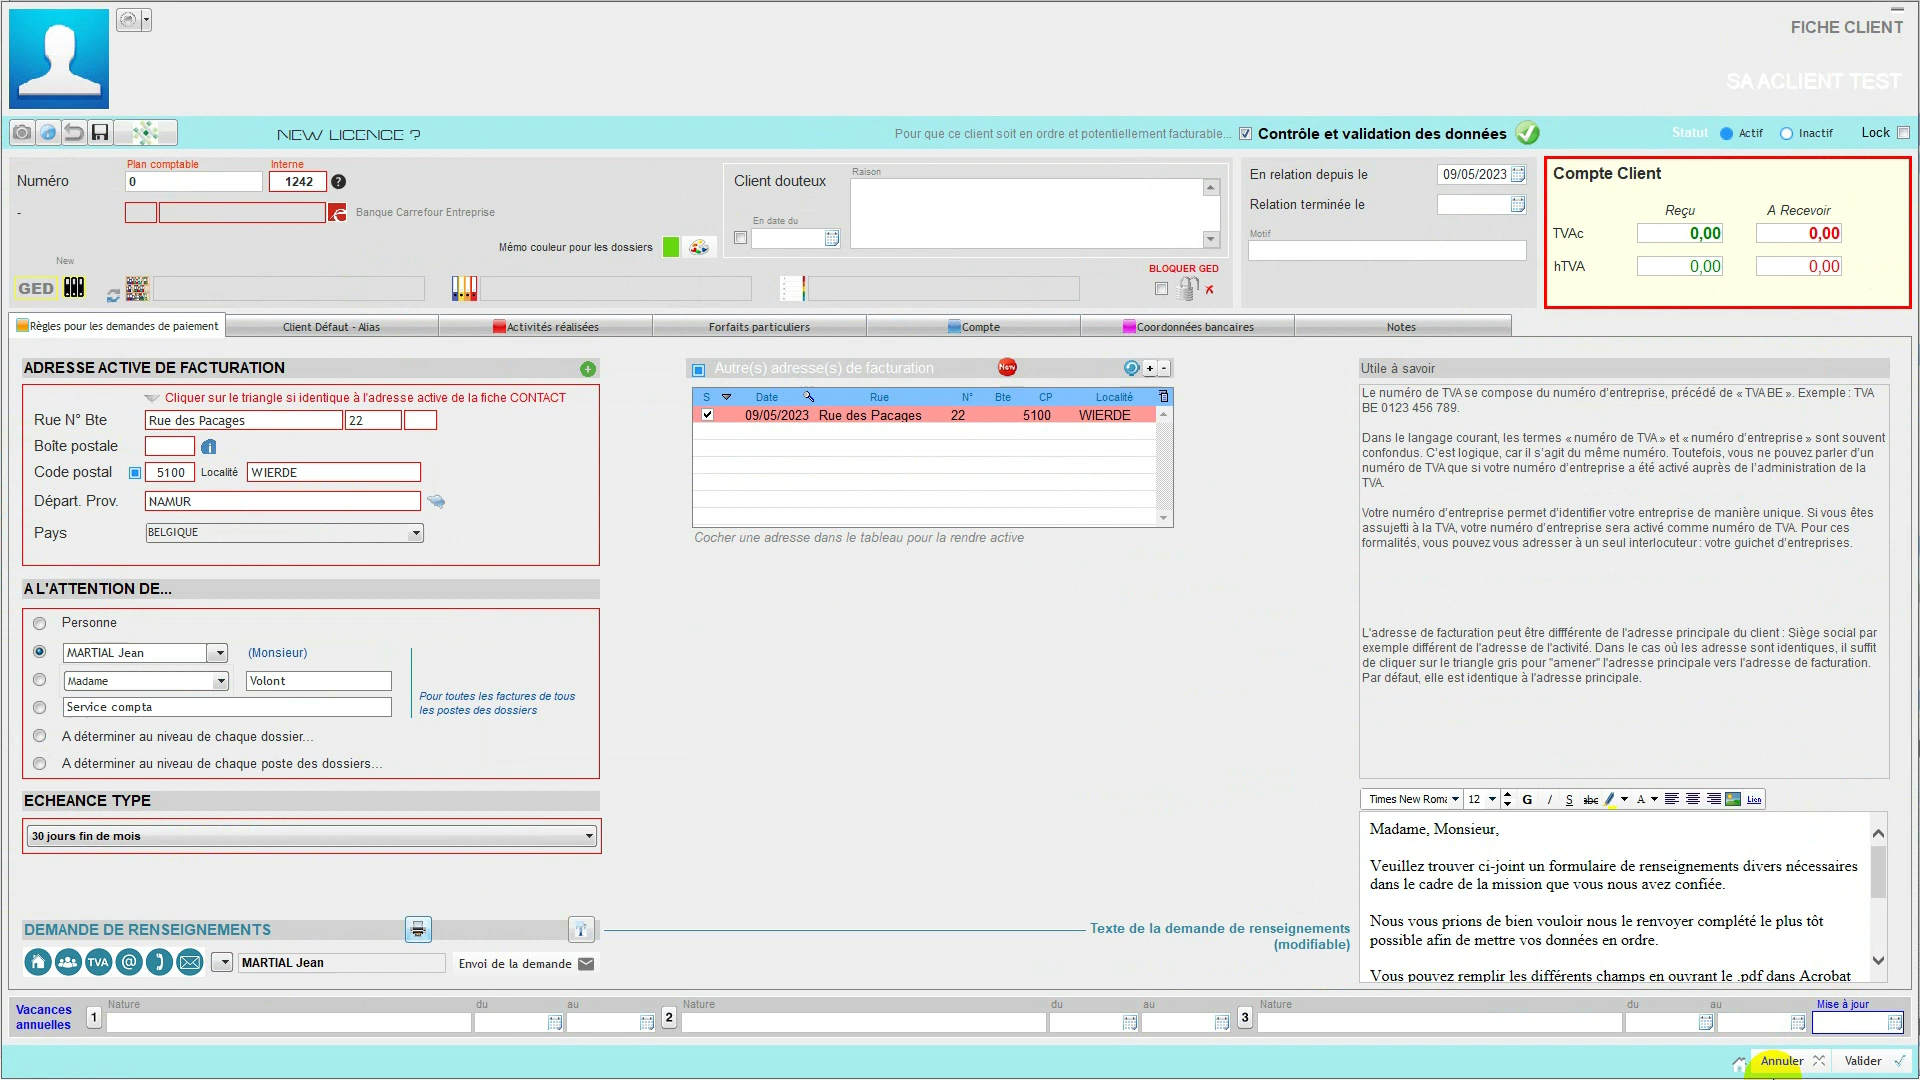 FICHE CLIENT
SA ACLIENT TEST
NEW LICENCE ?
Pour que ce client soit en ordre et potentiellement facturable...
Contrôle et validation des données
Statut
Actif
Inactif
Lock
Numéro
Plan comptable
Interne
0
1242
?
-
Banque Carrefour Entreprise
Mémo couleur pour les dossiers
New
GED
Client douteux
Raison
En date du
BLOQUER GED
En relation depuis le
09/05/2023
Relation terminée le
Motif
Compte Client
Reçu
A Recevoir
TVAc
0,00
0,00
hTVA
0,00
0,00
Règles pour les demandes de paiement
Client Défaut - Alias
Activités réalisées
Forfaits particuliers
Compte
Coordonnées bancaires
Notes
ADRESSE ACTIVE DE FACTURATION
Cliquer sur le triangle si identique à l'adresse active de la fiche CONTACT
Rue N° Bte
Rue des Pacages
22
Boîte postale
Code postal
5100
Localité
WIERDE
Départ. Prov.
NAMUR
Pays
BELGIQUE
A L'ATTENTION DE...
Personne
MARTIAL Jean
(Monsieur)
Madame
Volont
Service compta
Pour toutes les factures de tous
les postes des dossiers
A déterminer au niveau de chaque dossier...
A déterminer au niveau de chaque poste des dossiers...
ECHEANCE TYPE
30 jours fin de mois
DEMANDE DE RENSEIGNEMENTS
TVA
@
MARTIAL Jean
Envoi de la demande
Autre(s) adresse(s) de facturation
New
+ -
S Date Rue N° Bte CP Localité
09/05/2023 Rue des Pacages 22 5100 WIERDE
Cocher une adresse dans le tableau pour la rendre active
Texte de la demande de renseignements
(modifiable)
Utile à savoir
Le numéro de TVA se compose du numéro d'entreprise, précédé de « TVA BE ». Exemple : TVA
BE 0123 456 789.
Dans le langage courant, les termes « numéro de TVA » et « numéro d'entreprise » sont souvent
confondus. C'est logique, car il s'agit du même numéro. Toutefois, vous ne pouvez parler d'un
numéro de TVA que si votre numéro d'entreprise a été activé auprès de l'administration de la
TVA.
Votre numéro d'entreprise permet d'identifier votre entreprise de manière unique. Si vous êtes
assujetti à la TVA, votre numéro d'entreprise sera activé comme numéro de TVA. Pour ces
formalités, vous pouvez vous adresser à un seul interlocuteur : votre guichet d'entreprises.
L'adresse de facturation peut être diffférente de l'adresse principale du client : Siège social par
exemple différent de l'adresse de l'activité. Dans le cas où les adresse sont identiques, il suffit
de cliquer sur le triangle gris pour "amener" l'adresse principale vers l'adresse de facturation.
Par défaut, elle est identique à l'adresse principale.
Times New Roma
12
G
I
S
abc
A
Lien
Madame, Monsieur,
Veuillez trouver ci-joint un formulaire de renseignements divers nécessaires
dans le cadre de la mission que vous nous avez confiée.
Nous vous prions de bien vouloir nous le renvoyer complété le plus tôt
possible afin de mettre vos données en ordre.
Vous pouvez remplir les différents champs en ouvrant le .pdf dans Acrobat
Vacances
annuelles
1
Nature
du
au
2
Nature
du
au
3
Nature
du
au
Mise à jour
Annuler
Valider